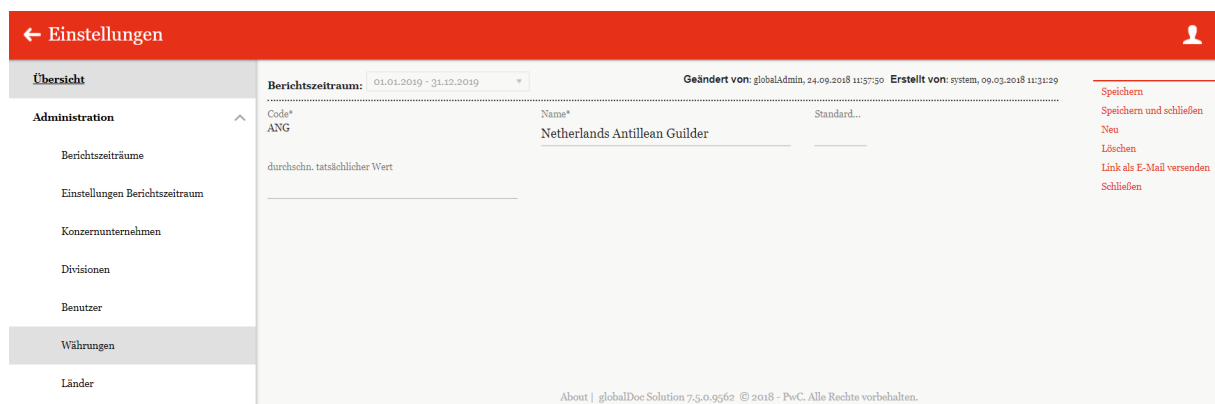 Einstellungen
Übersicht
Administration
Berichtszeiträume
Einstellungen Berichtszeitraum
Konzernunternehmen
Divisionen
Benutzer
Währungen
Länder
Berichtszeitraum: 01.01.2019 - 31.12.2019
Geändert von: globalAdmin, 24.09.2018 11:57:50 Erstellt von: system, 09.03.2018 11:31:29
Code* Name* Standard...
ANG Netherlands Antillean Guilder
durchschn. tatsächlicher Wert
Speichern
Speichern und schließen
Neu
Löschen
Link als E-Mail versenden
Schließen
About | globalDoc Solution 7.5.0.9562 © 2018 - PwC. Alle Rechte vorbehalten.